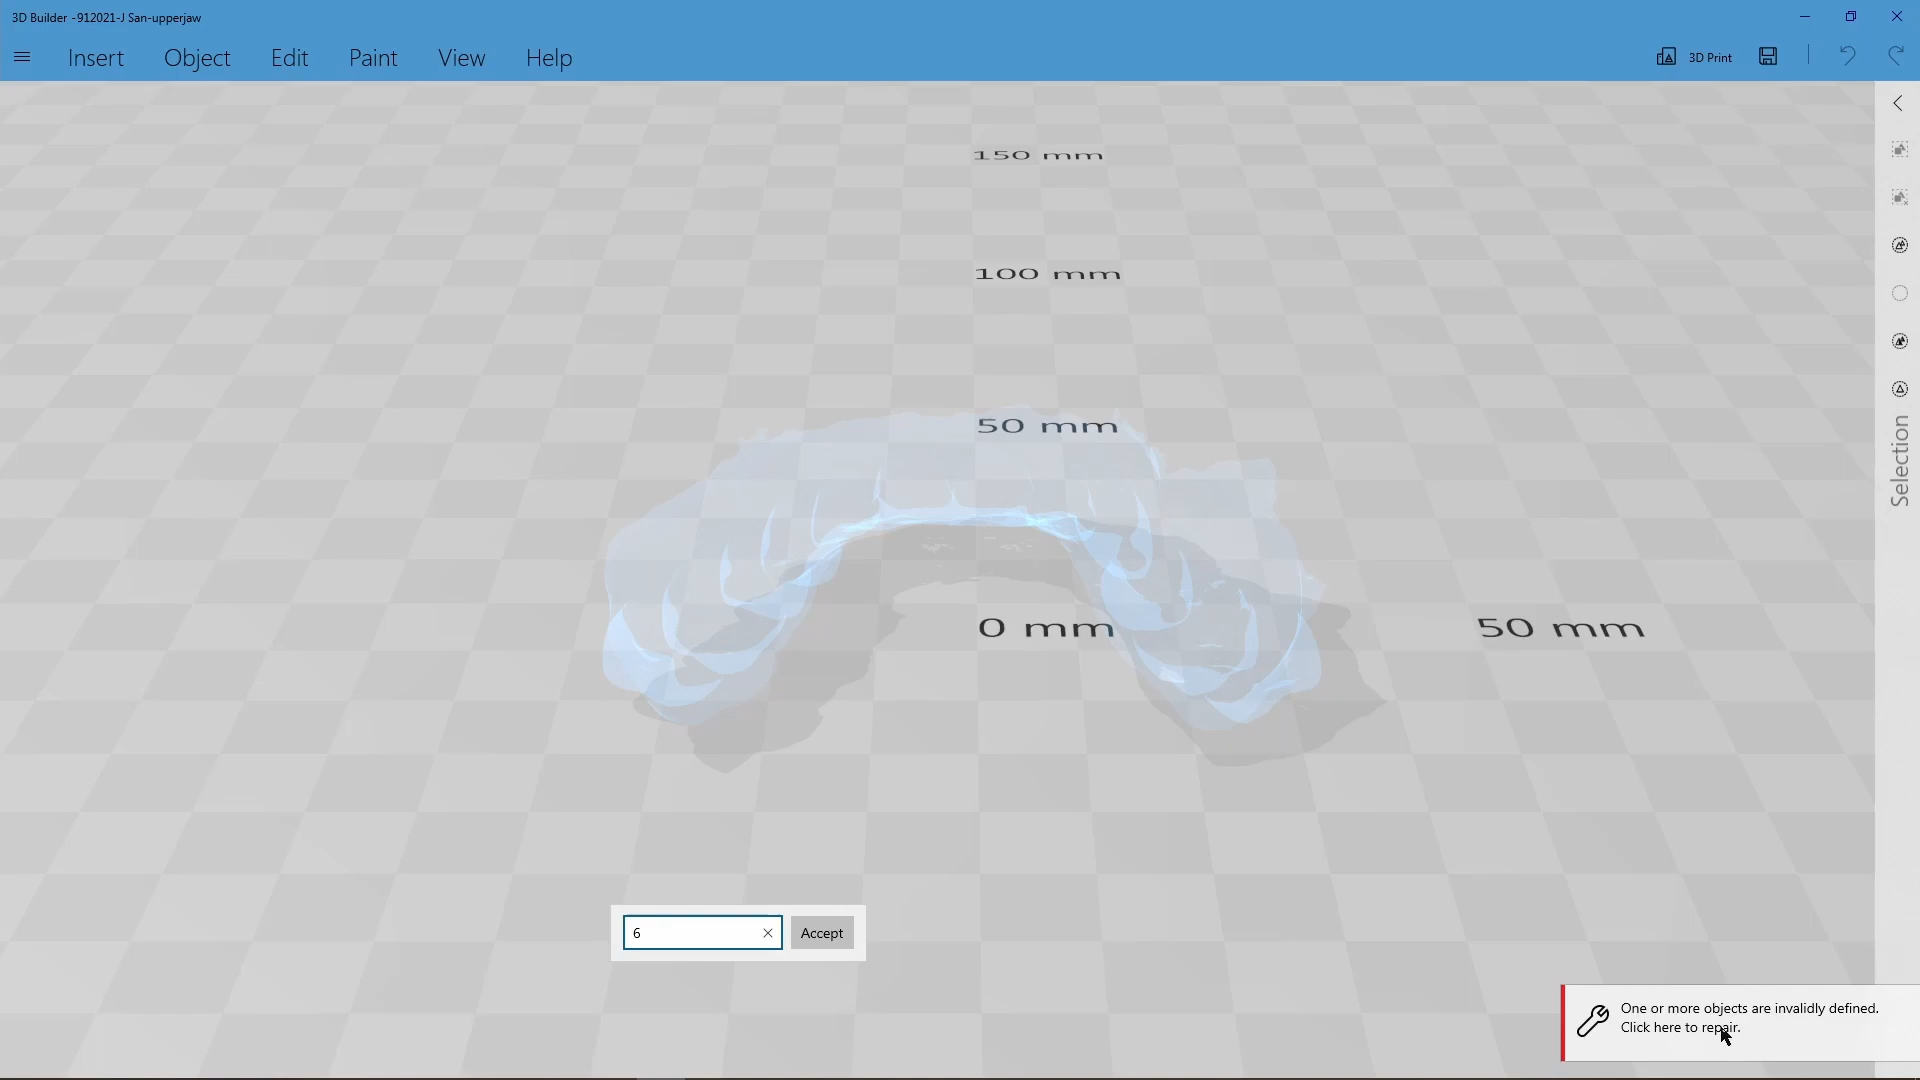 3D Builder -912021-J San-upperjaw
Insert Object Edit Paint View Help
3D Print
150 mm
100 mm
50 mm
0 mm 50 mm
Selection
6 Accept
One or more objects are invalidly defined.
Click here to repair.